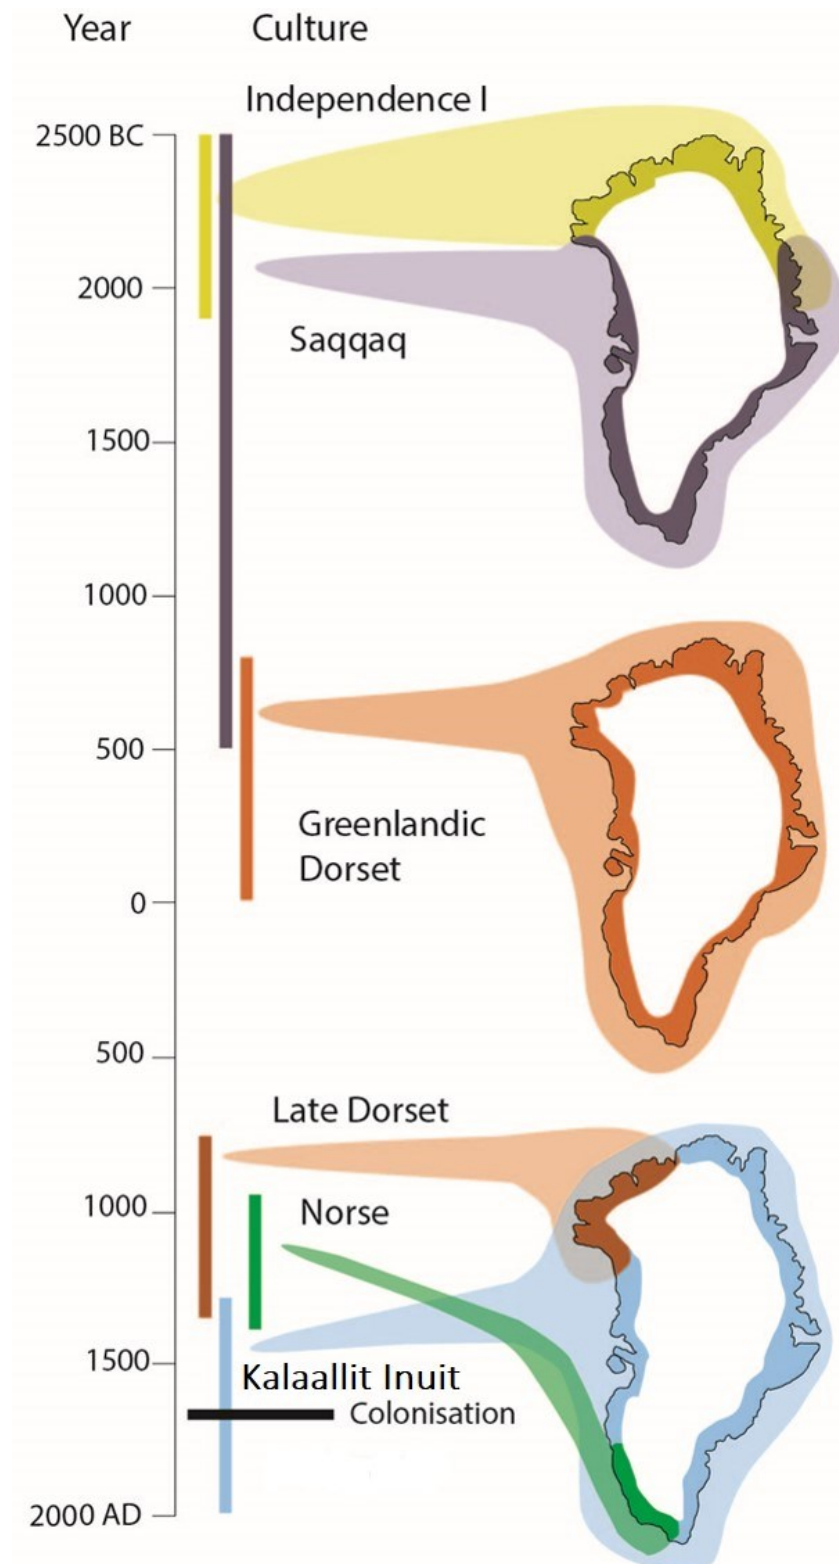 Year
Culture
Independence I
2500 BC
2000
Saqqaq
1500
1000
500
Greenlandic
Dorset
0
500
Late Dorset
1000
Norse
1500
Kalaallit Inuit
Colonisation
2000 AD